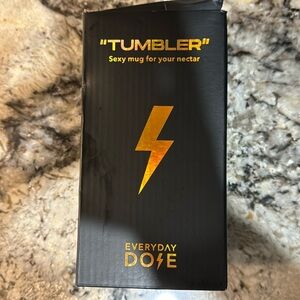 "TUMBLER"
Sexy mug for your nectar
EVERYDAY
DOSE